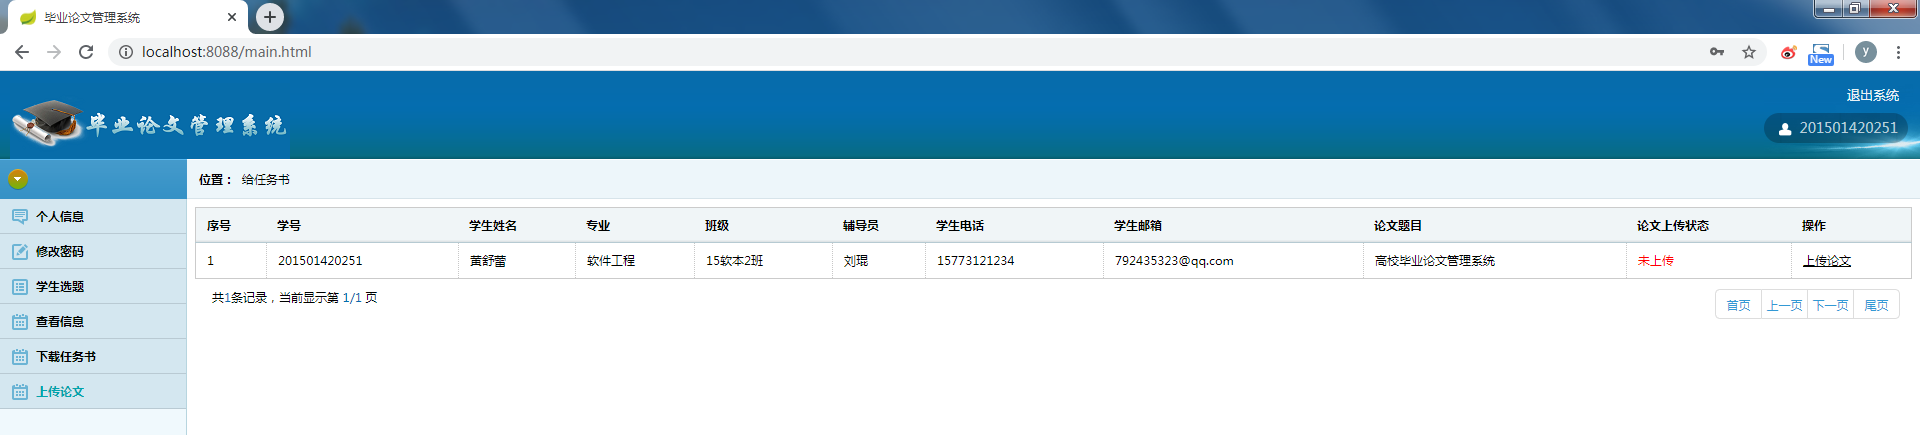 毕业论文管理系统
localhost:8088/main.html
New
y
毕业论文管理系统
退出系统
201501420251
个人信息
修改密码
学生选题
查看信息
下载任务书
上传论文
位置： 给任务书
序号 学号 学生姓名 专业 班级 辅导员 学生电话 学生邮箱 论文题目 论文上传状态 操作
1 201501420251 黄舒蕾 软件工程 15软本2班 刘琨 15773121234 792435323@qq.com 高校毕业论文管理系统 未上传 上传论文
共1条记录，当前显示第 1/1 页
首页 上一页 下一页 尾页